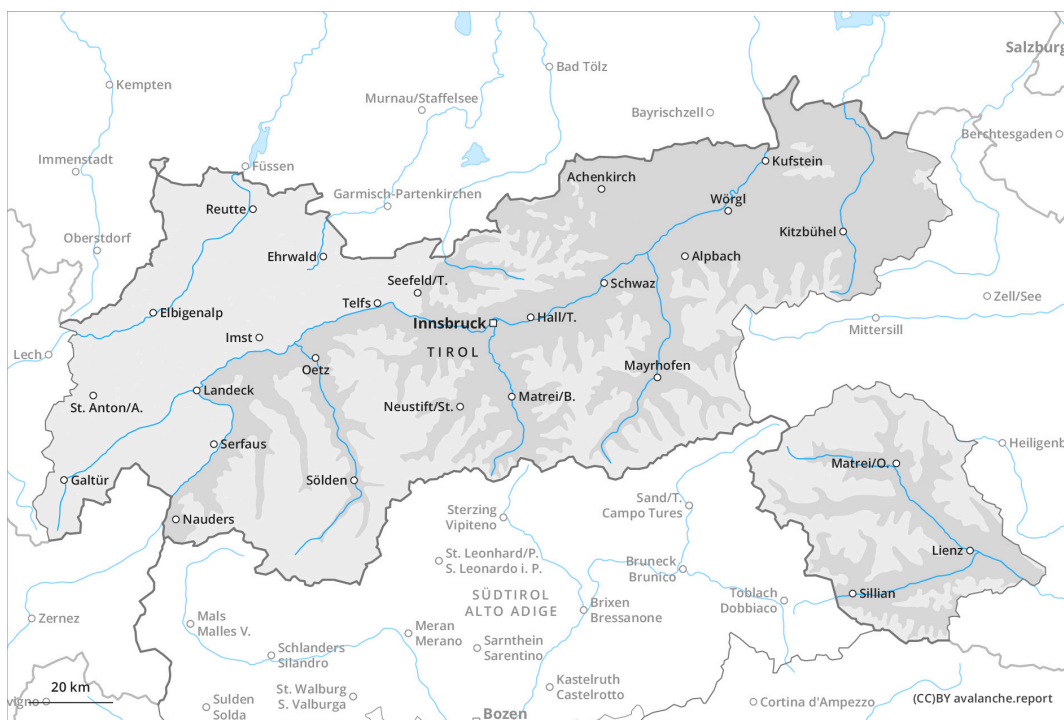 Salzburg
Bad Tölz
Kempten
Murnau/Staffelsee
Bayrischzell
Berchtesgaden
Immenstadt
Füssen
Kufstein
Achenkirch
Garmisch-Partenkirchen
Reutte
Wörgl
Kitzbühel
Oberstdorf
Ehrwald
Alpbach
Seefeld/T.
Schwaz
Zell/See
Telfs
Elbigenalp
Innsbruck
Hall/T.
Mittersill
Imst
TIROL
Lech
Oetz
Mayrhofen
Landeck
St. Anton/A.
Neustift/St.
Matrei/B.
Serfaus
Heiligenb
Matrei/O.
Galtür
Sölden
Sand/T.
Campo Tures
Sterzing
Vipiteno
Nauders
Lienz
St. Leonhard/P.
S. Leonardo i. P.
Bruneck
Brunico
SÜDTIROL
ALTO ADIGE
Toblach
Dobbiaco
Sillian
Brixen
Bressanone
Zernez
Mals
Malles V.
Meran
Merano
Sarnthein
Sarentino
Schlanders
Silandro
Kastelruth
Castelrotto
20 km
vigno
St. Walburg
S. Valburga
Sulden
Solda
Cortina d'Ampezzo
(CC)BY avalanche.report
Bozen